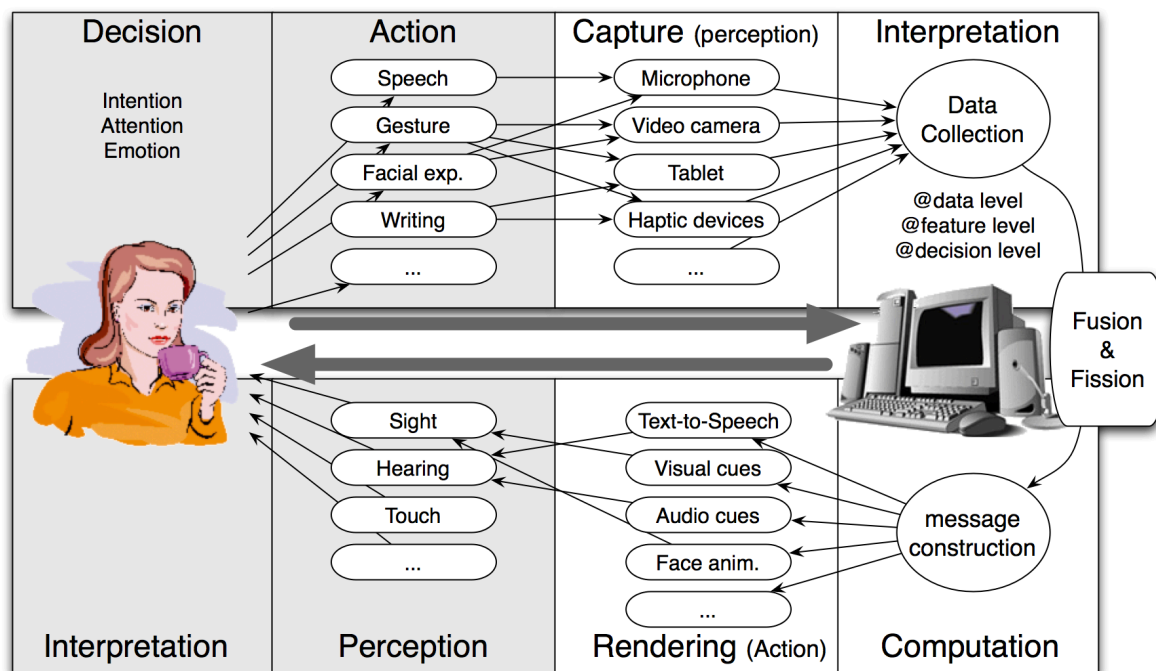 Decision
Action
Capture (perception)
Interpretation
Intention
Attention
Emotion
Speech
Gesture
Facial exp.
Writing
...
Microphone
Video camera
Tablet
Haptic devices
...
Data
Collection
@data level
@feature level
@decision level
Fusion
&
Fission
Sight
Hearing
Touch
...
Text-to-Speech
Visual cues
Audio cues
Face anim.
...
message
construction
Interpretation
Perception
Rendering (Action)
Computation